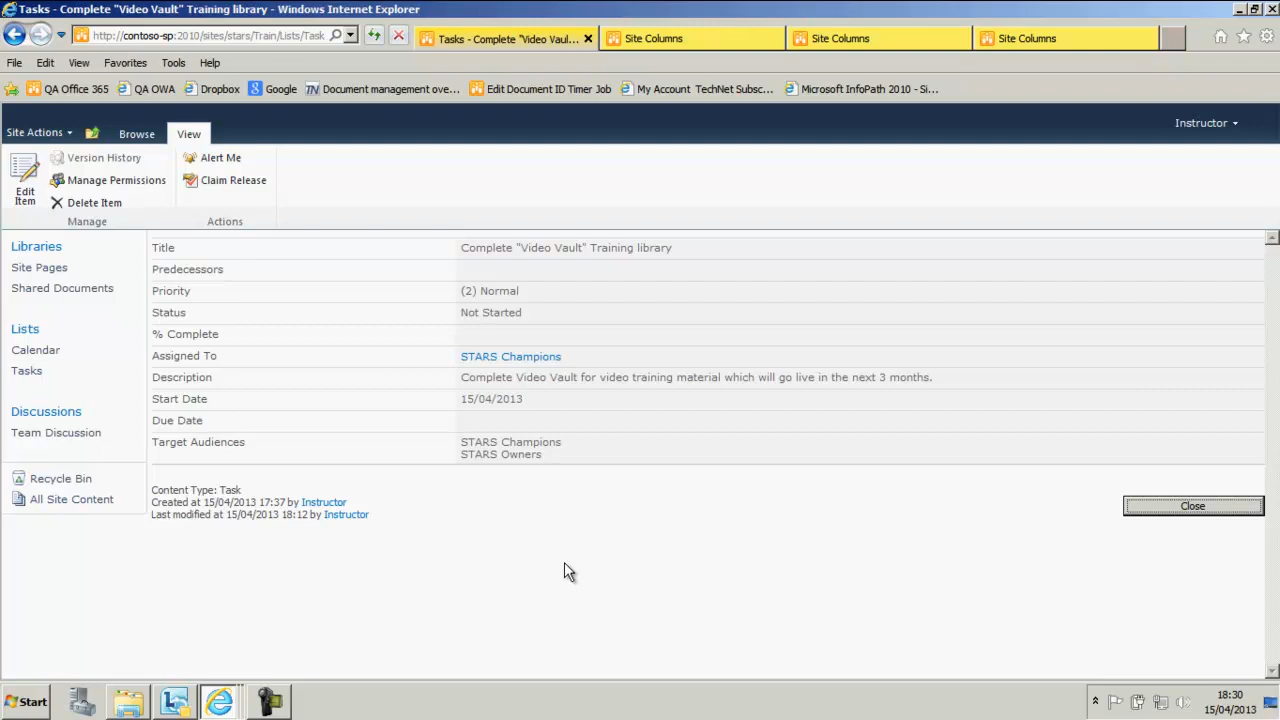 Tasks - Complete "Video Vault" Training library - Windows Internet Explorer
http://contoso-sp:2010/sites/stars/Train/Lists/Task
Tasks - Complete "Video Vaul...
Site Columns
Site Columns
Site Columns
File Edit View Favorites Tools Help
QA Office 365
QA OWA
Dropbox
Google
Document management ove...
Edit Document ID Timer Job
My Account TechNet Subsc...
Microsoft InfoPath 2010 - Si...
Site Actions
Browse
View
Instructor
Edit Item
Version History
Manage Permissions
Delete Item
Manage
Alert Me
Claim Release
Actions
Libraries
Site Pages
Shared Documents
Lists
Calendar
Tasks
Discussions
Team Discussion
Recycle Bin
All Site Content
Title Complete "Video Vault" Training library
Predecessors
Priority (2) Normal
Status Not Started
% Complete
Assigned To STARS Champions
Description Complete Video Vault for video training material which will go live in the next 3 months.
Start Date 15/04/2013
Due Date
Target Audiences STARS Champions
STARS Owners
Content Type: Task
Created at 15/04/2013 17:37 by Instructor
Last modified at 15/04/2013 18:12 by Instructor
Close
Start
18:30
15/04/2013